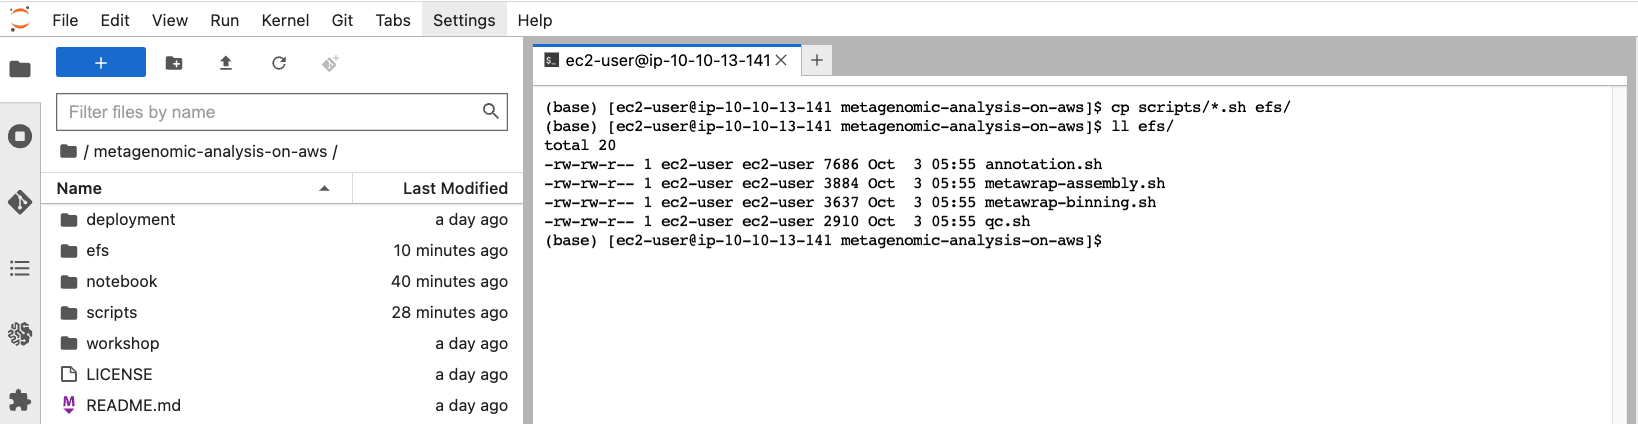 File Edit View Run Kernel Git Tabs Settings Help
+
Filter files by name
/ metagenomic-analysis-on-aws /
Name Last Modified
deployment a day ago
efs 10 minutes ago
notebook 40 minutes ago
scripts 28 minutes ago
workshop a day ago
LICENSE a day ago
README.md a day ago
ec2-user@ip-10-10-13-141
(base) [ec2-user@ip-10-10-13-141 metagenomic-analysis-on-aws]$ cp scripts/*.sh efs/
(base) [ec2-user@ip-10-10-13-141 metagenomic-analysis-on-aws]$ ll efs/
total 20
-rw-rw-r-- 1 ec2-user ec2-user 7686 Oct  3 05:55 annotation.sh
-rw-rw-r-- 1 ec2-user ec2-user 3884 Oct  3 05:55 metawrap-assembly.sh
-rw-rw-r-- 1 ec2-user ec2-user 3637 Oct  3 05:55 metawrap-binning.sh
-rw-rw-r-- 1 ec2-user ec2-user 2910 Oct  3 05:55 qc.sh
(base) [ec2-user@ip-10-10-13-141 metagenomic-analysis-on-aws]$